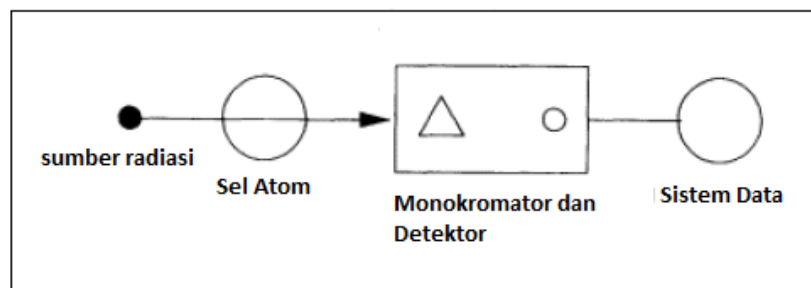 sumber radiasi
Sel Atom
Monokromator dan
Detektor
Sistem Data